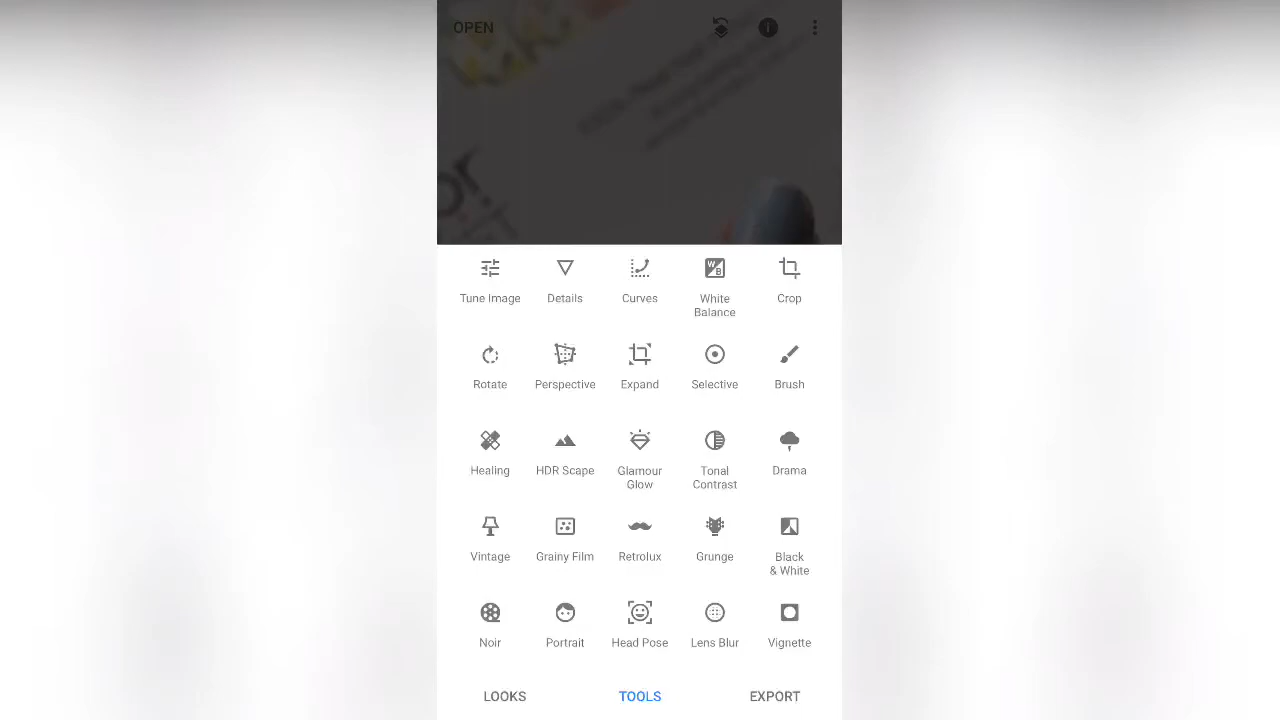 OPEN
Tune Image
Details
Curves
White
Balance
Crop
Rotate
Perspective
Expand
Selective
Brush
Healing
HDR Scape
Glamour
Glow
Tonal
Contrast
Drama
Vintage
Grainy Film
Retrolux
Grunge
Black
& White
Noir
Portrait
Head Pose
Lens Blur
Vignette
LOOKS
TOOLS
EXPORT